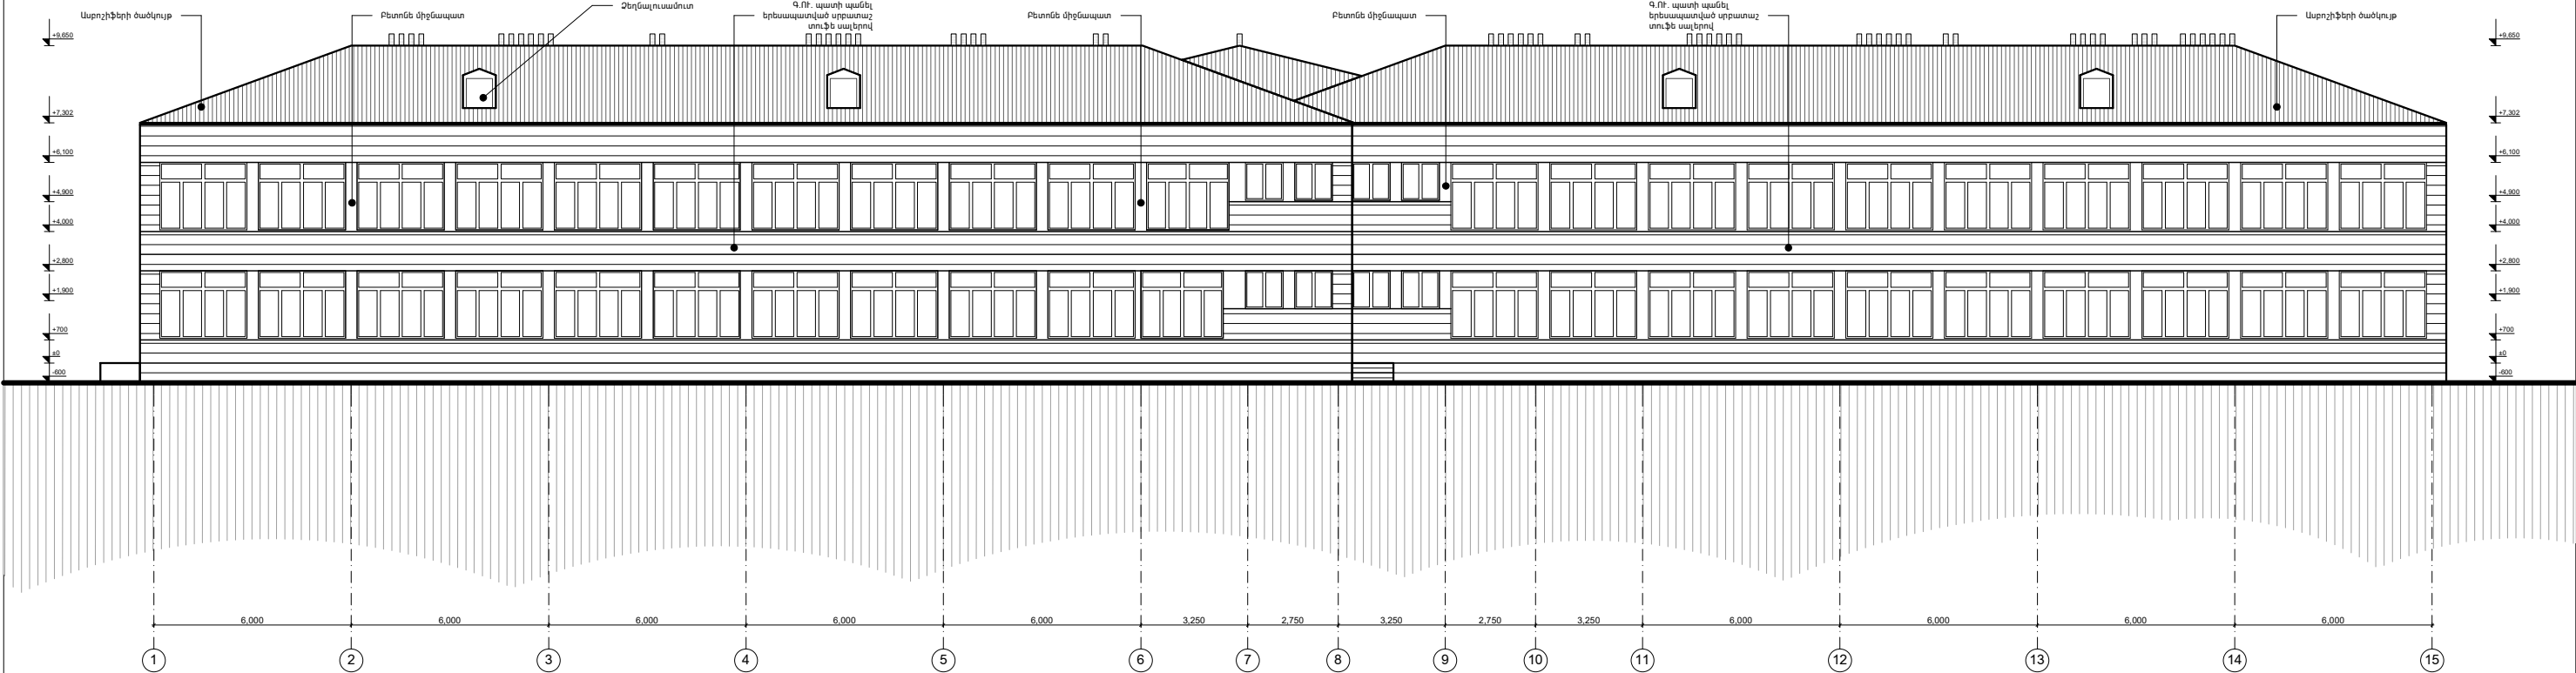 Ասբոշիֆերի ծածկույթ
Բետոնե միջնապատ
Ձեղնալուսամուտ
Գ.ՈՒ. պատի պանել
երեսապատված սրբատաշ
տուֆե սալերով
Բետոնե միջնապատ
Բետոնե միջնապատ
Գ.ՈՒ. պատի պանել
երեսապատված սրբատաշ
տուֆե սալերով
Ասբոշիֆերի ծածկույթ
+9,650
+7,302
+6,100
+4,900
+4,000
+2,800
+1,900
+700
±0
-600
+9,650
+7,302
+6,100
+4,900
+4,000
+2,800
+1,900
+700
±0
-600
6,000 6,000 6,000 6,000 6,000 3,250 2,750 3,250 2,750 3,250 6,000 6,000 6,000 6,000
1 2 3 4 5 6 7 8 9 10 11 12 13 14 15